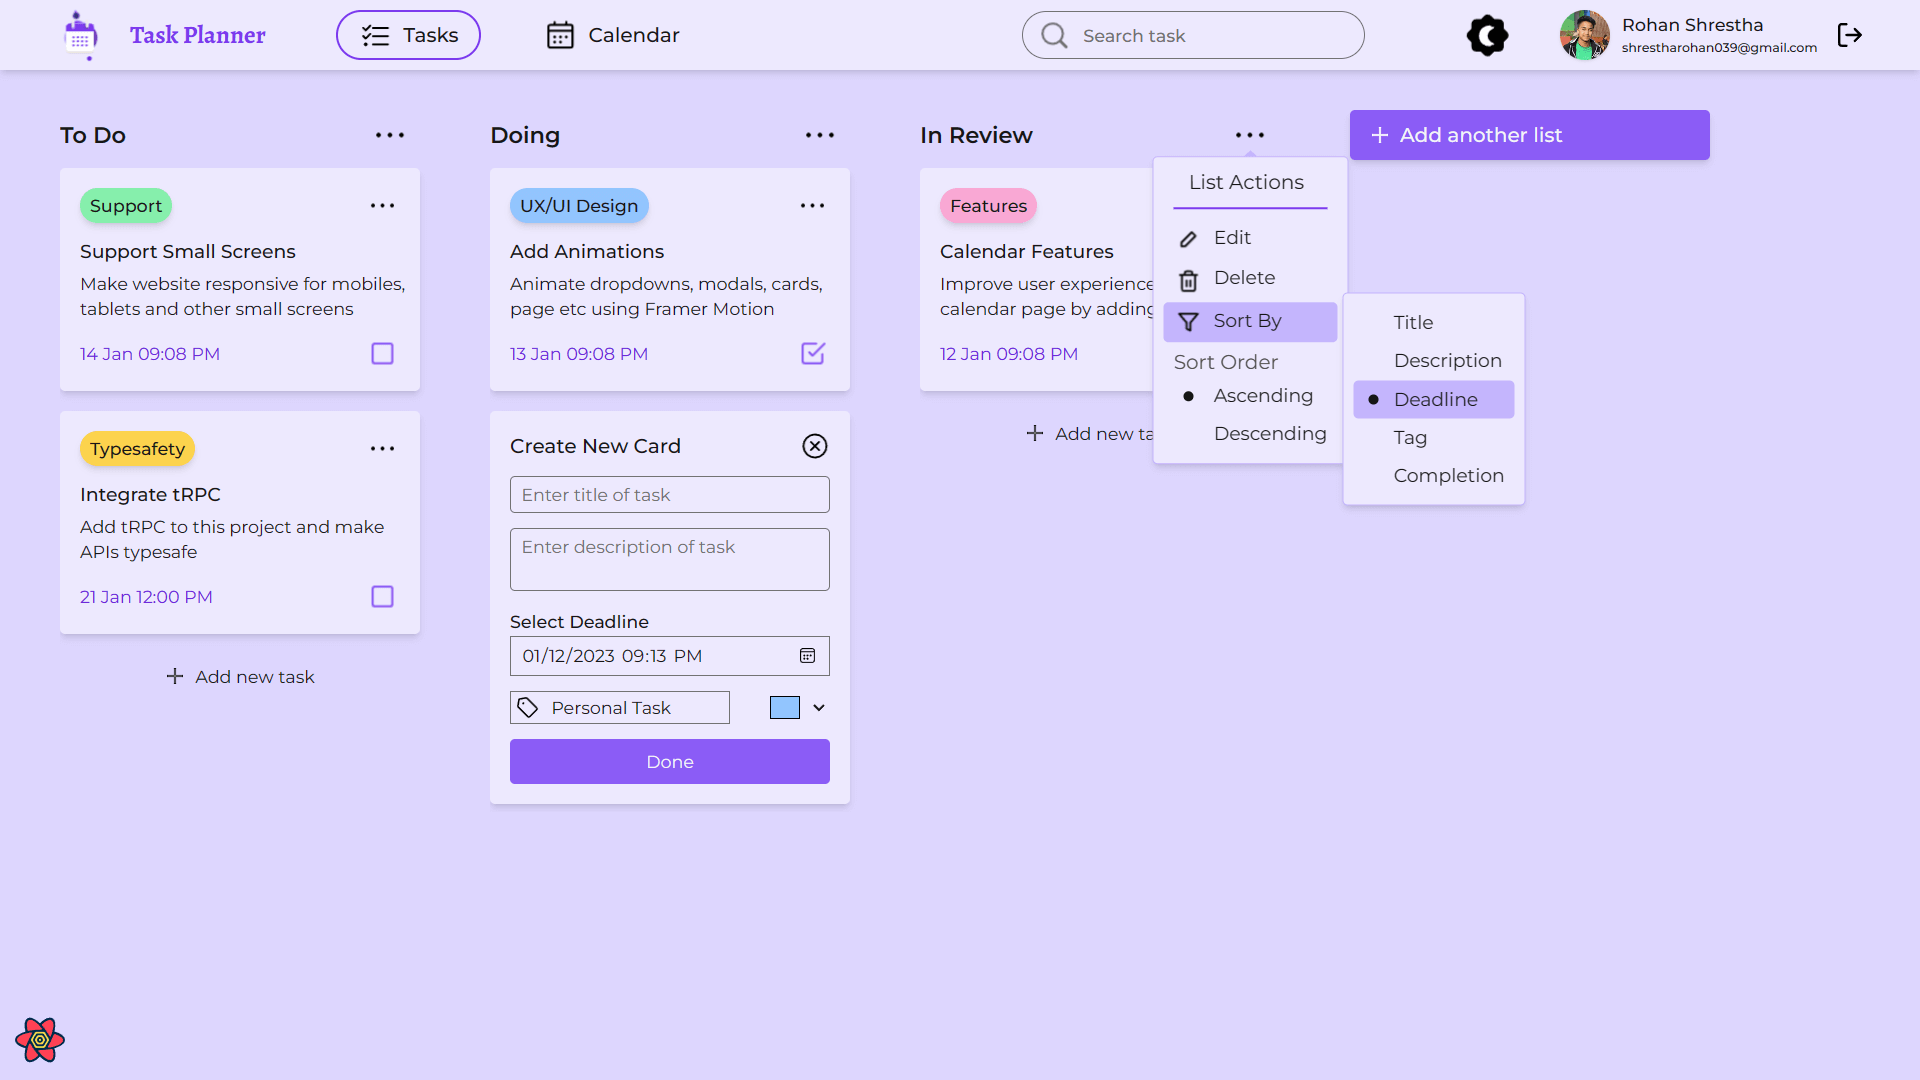 Task Planner
Tasks
Calendar
Search task
Rohan Shrestha
shrestharohan039@gmail.com
To Do
Support
Support Small Screens
Make website responsive for mobiles,
tablets and other small screens
14 Jan 09:08 PM
Typesafety
Integrate tRPC
Add tRPC to this project and make
APIs typesafe
21 Jan 12:00 PM
Add new task
Doing
UX/UI Design
Add Animations
Animate dropdowns, modals, cards,
page etc using Framer Motion
13 Jan 09:08 PM
Create New Card
Enter title of task
Enter description of task
Select Deadline
01/12/2023 09:13 PM
Personal Task
Done
In Review
Features
Calendar Features
Improve user experience
calendar page by adding
12 Jan 09:08 PM
Add new ta
List Actions
Edit
Delete
Sort By
Sort Order
Ascending
Descending
Title
Description
Deadline
Tag
Completion
Add another list